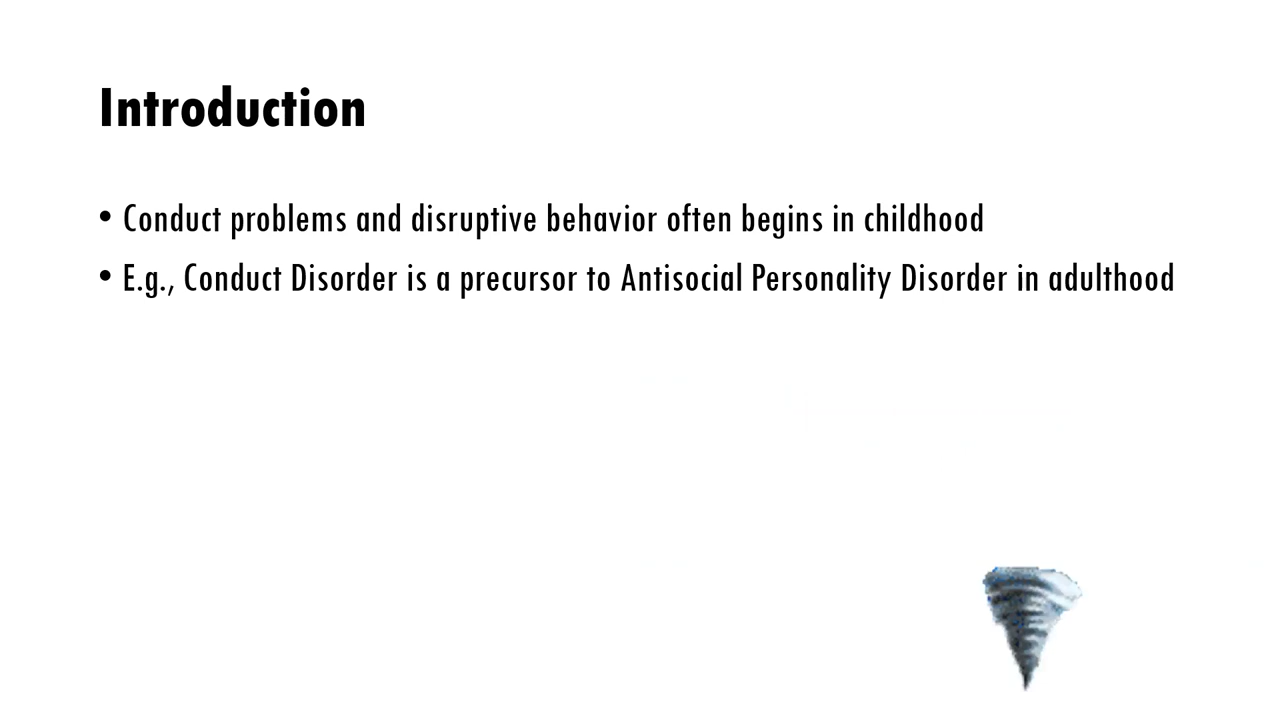 Introduction
• Conduct problems and disruptive behavior often begins in childhood
• E.g., Conduct Disorder is a precursor to Antisocial Personality Disorder in adulthood